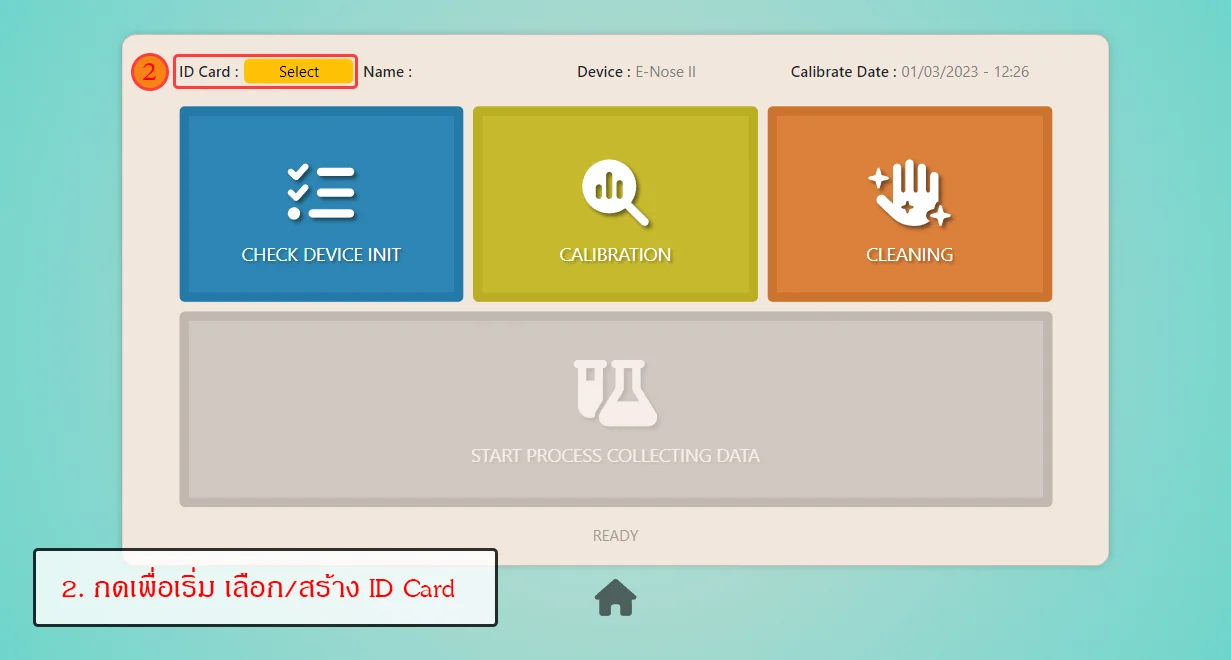 2 ID Card : Select Name : Device : E-Nose II Calibrate Date : 01/03/2023 - 12:26
CHECK DEVICE INIT CALIBRATION CLEANING
START PROCESS COLLECTING DATA
READY
2. กดเพื่อเริ่ม เลือก/สร้าง ID Card